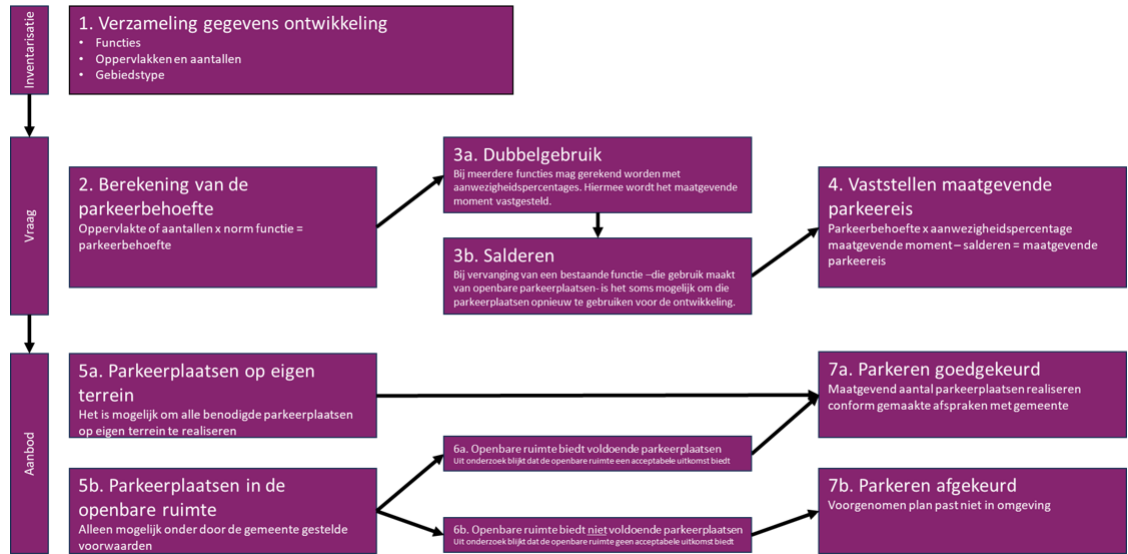 Inventarisatie
1. Verzameling gegevens ontwikkeling
• Functies
• Oppervlakken en aantallen
• Gebiedstype
Vraag
2. Berekening van de
parkeerbehoefte
Oppervlakte of aantallen x norm functie =
parkeerbehoefte
3a. Dubbelgebruik
Bij meerdere functies mag gerekend worden met
aanwezigheidspercentages. Hiermee wordt het maatgevende
moment vastgesteld.
3b. Salderen
Bij vervanging van een bestaande functie –die gebruik maakt
van openbare parkeerplaatsen- is het soms mogelijk om die
parkeerplaatsen opnieuw te gebruiken voor de ontwikkeling.
4. Vaststellen maatgevende
parkeereis
Parkeerbehoefte x aanwezigheidspercentage
maatgevende moment – salderen = maatgevende
parkeereis
Aanbod
5a. Parkeerplaatsen op eigen
terrein
Het is mogelijk om alle benodigde parkeerplaatsen
op eigen terrein te realiseren
5b. Parkeerplaatsen in de
openbare ruimte
Alleen mogelijk onder door de gemeente gestelde
voorwaarden
6a. Openbare ruimte biedt voldoende parkeerplaatsen
Uit onderzoek blijkt dat de openbare ruimte een acceptabele uitkomst biedt
6b. Openbare ruimte biedt niet voldoende parkeerplaatsen
Uit onderzoek blijkt dat de openbare ruimte geen acceptabele uitkomst biedt
7a. Parkeren goedgekeurd
Maatgevend aantal parkeerplaatsen realiseren
conform gemaakte afspraken met gemeente
7b. Parkeren afgekeurd
Voorgenomen plan past niet in omgeving